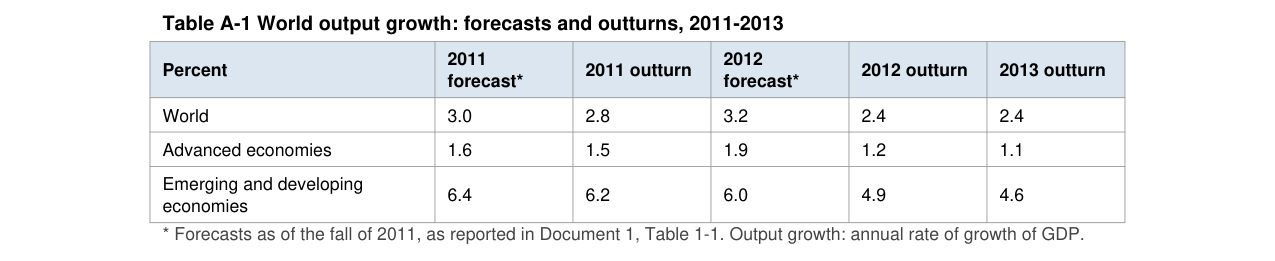 Table A-1 World output growth: forecasts and outturns, 2011-2013
Percent 2011 forecast* 2011 outturn 2012 forecast* 2012 outturn 2013 outturn
World 3.0 2.8 3.2 2.4 2.4
Advanced economies 1.6 1.5 1.9 1.2 1.1
Emerging and developing economies 6.4 6.2 6.0 4.9 4.6
* Forecasts as of the fall of 2011, as reported in Document 1, Table 1-1. Output growth: annual rate of growth of GDP.